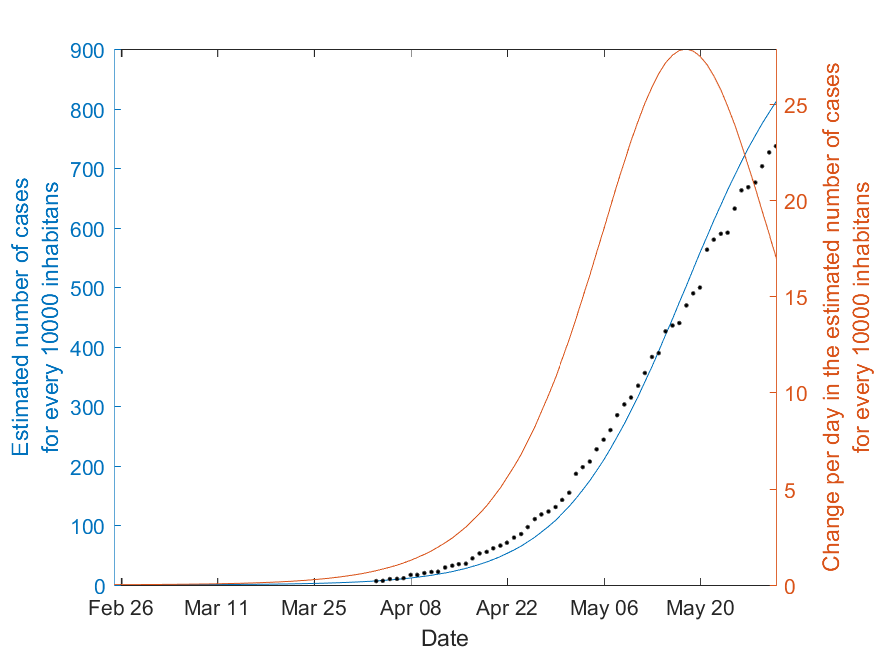 Estimated number of cases
for every 10000 inhabitans
900
800
700
600
500
400
300
200
100
0
25
20
15
10
5
0
Change per day in the estimated number of cases
for every 10000 inhabitans
Feb 26 Mar 11 Mar 25 Apr 08 Apr 22 May 06 May 20
Date